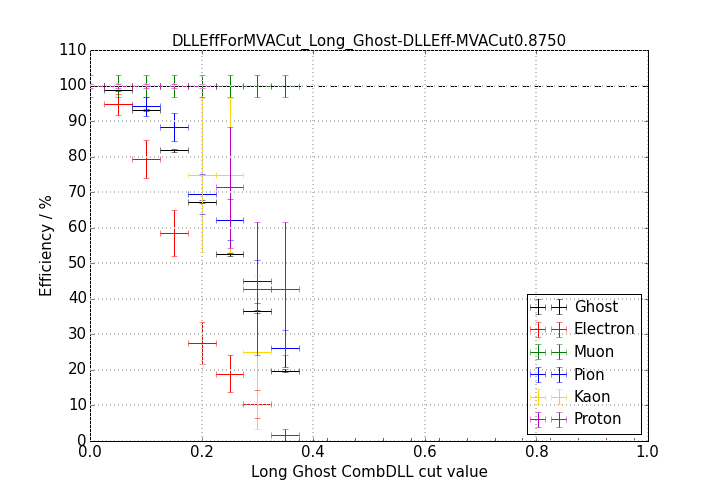 DLLEffForMVACut_Long_Ghost-DLLEff-MVACut0.8750
110
100
90
80
70
60
50
40
30
20
10
0
Efficiency / %
Ghost
Electron
Muon
Pion
Kaon
Proton
0.0 0.2 0.4 0.6 0.8 1.0
Long Ghost CombDLL cut value